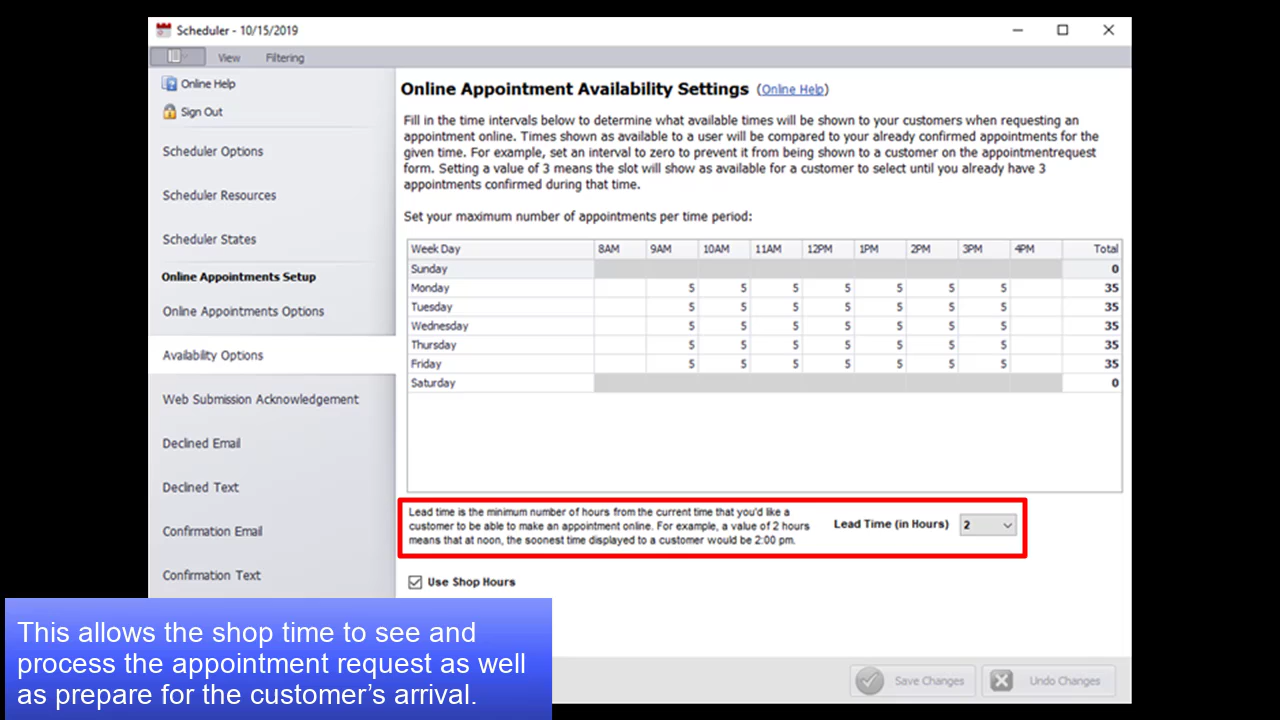 Scheduler - 10/15/2019
View Filtering
Online Help
Sign Out
Scheduler Options
Scheduler Resources
Scheduler States
Online Appointments Setup
Online Appointments Options
Availability Options
Web Submission Acknowledgement
Declined Email
Declined Text
Confirmation Email
Confirmation Text
Online Appointment Availability Settings (Online Help)
Fill in the time intervals below to determine what available times will be shown to your customers when requesting an
appointment online. Times shown as available to a user will be compared to your already confirmed appointments for the
given time. For example, set an interval to zero to prevent it from being shown to a customer on the appointmentrequest
form. Setting a value of 3 means the slot will show as available for a customer to select until you already have 3
appointments confirmed during that time.
Set your maximum number of appointments per time period:
Week Day 8AM 9AM 10AM 11AM 12PM 1PM 2PM 3PM 4PM Total
Sunday 0
Monday 5 5 5 5 5 5 5 35
Tuesday 5 5 5 5 5 5 5 35
Wednesday 5 5 5 5 5 5 5 35
Thursday 5 5 5 5 5 5 5 35
Friday 5 5 5 5 5 5 5 35
Saturday 0
Lead time is the minimum number of hours from the current time that you'd like a
customer to be able to make an appointment online. For example, a value of 2 hours
means that at noon, the soonest time displayed to a customer would be 2:00 pm.
Lead Time (in Hours) 2
Use Shop Hours
Save Changes Undo Changes
This allows the shop time to see and
process the appointment request as well
as prepare for the customer's arrival.